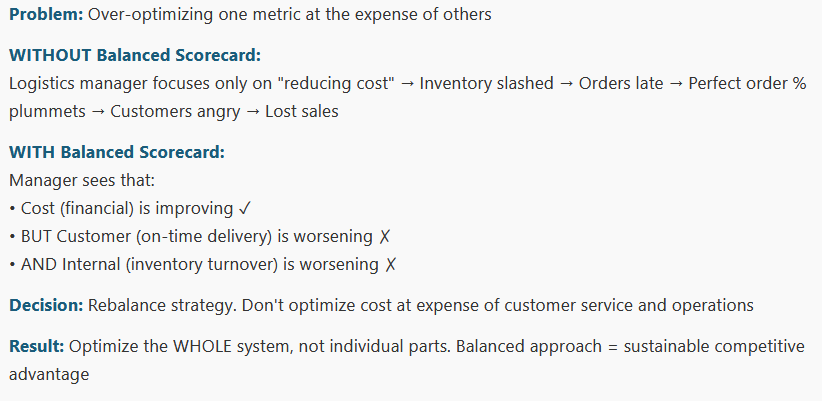 Problem: Over-optimizing one metric at the expense of others
WITHOUT Balanced Scorecard:
Logistics manager focuses only on "reducing cost" → Inventory slashed → Orders late → Perfect order %
plummets → Customers angry → Lost sales
WITH Balanced Scorecard:
Manager sees that:
• Cost (financial) is improving ✓
• BUT Customer (on-time delivery) is worsening ✗
• AND Internal (inventory turnover) is worsening ✗
Decision: Rebalance strategy. Don't optimize cost at expense of customer service and operations
Result: Optimize the WHOLE system, not individual parts. Balanced approach = sustainable competitive
advantage